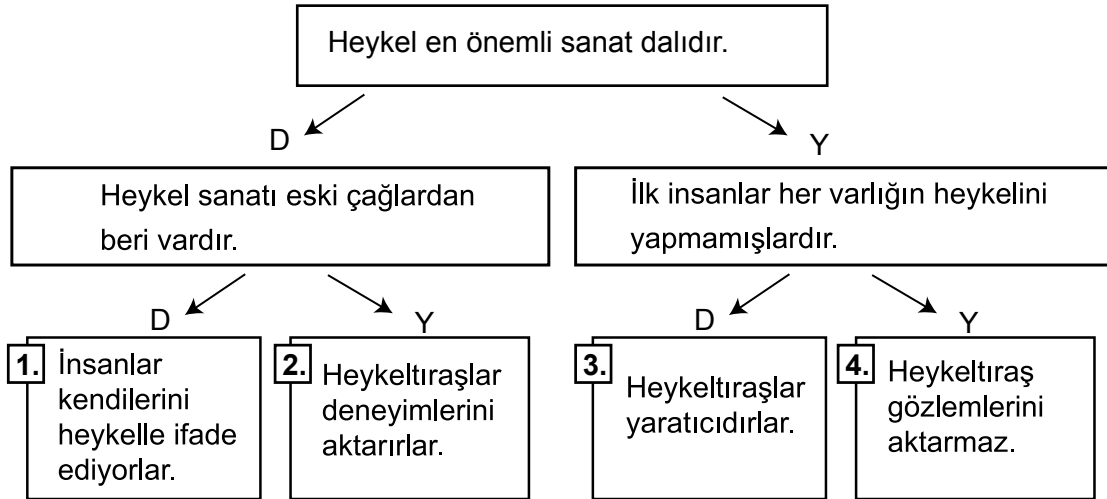 Heykel en önemli sanat dalıdır.
D
Y
Heykel sanatı eski çağlardan
beri vardır.
İlk insanlar her varlığın heykelini
yapmamışlardır.
D
Y
D
Y
1.
İnsanlar
kendilerini
heykelle ifade
ediyorlar.
2.
Heykeltıraşlar
deneyimlerini
aktarırlar.
3.
Heykeltıraşlar
yaratıcıdırlar.
4.
Heykeltıraş
gözlemlerini
aktarmaz.